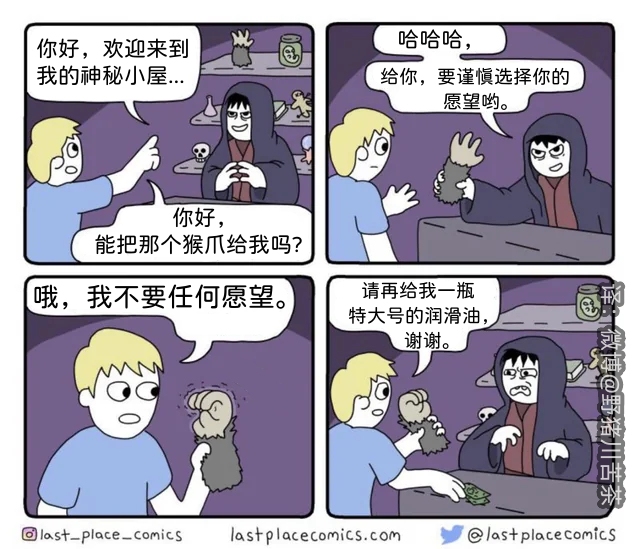 你好，欢迎来到
我的神秘小屋...
你好，
能把那个猴爪给我吗?
哈哈哈，
给你，要谨慎选择你的
愿望哟。
哦，我不要任何愿望。
请再给我一瓶
特大号的润滑油，
谢谢。
译：微博@野猪川苦茶
last_place_comics
lastplacecomics.com
@lastplacecomics